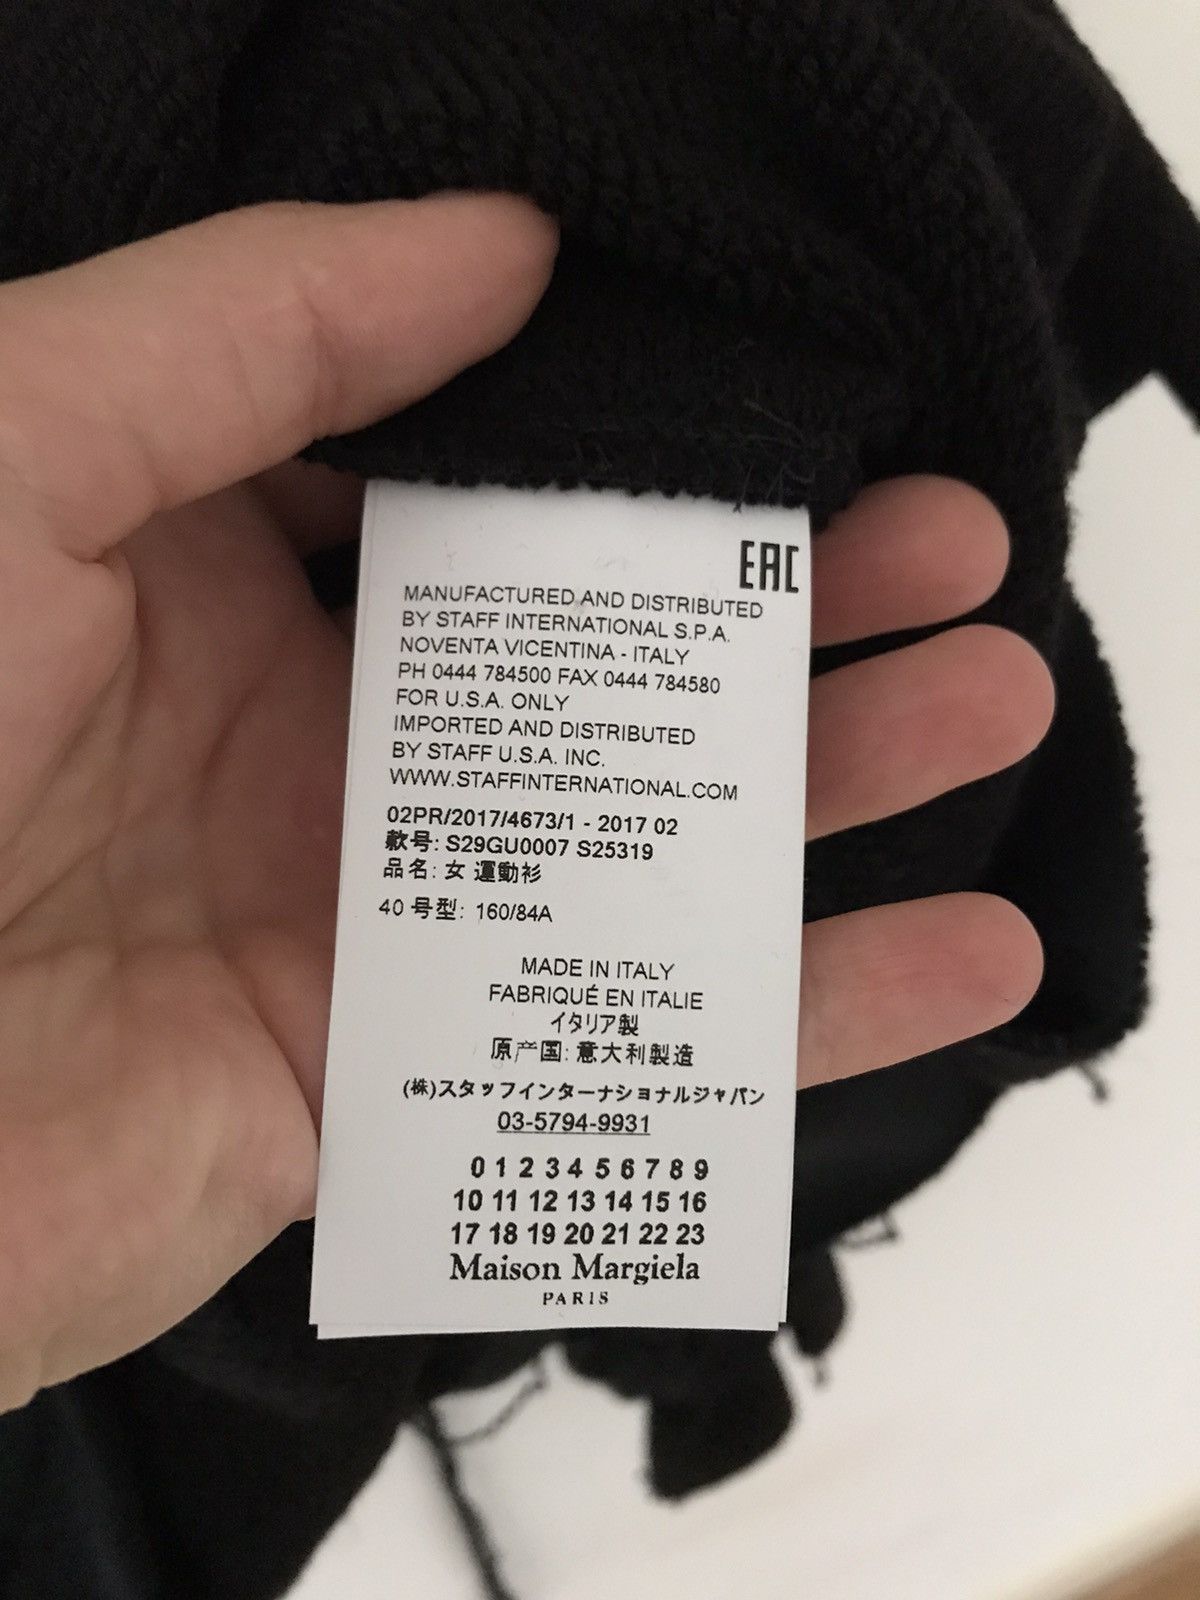 EAC
MANUFACTURED AND DISTRIBUTED
BY STAFF INTERNATIONAL S.P.A.
NOVENTA VICENTINA - ITALY
PH 0444 784500 FAX 0444 784580
FOR U.S.A. ONLY
IMPORTED AND DISTRIBUTED
BY STAFF U.S.A. INC.
WWW.STAFFINTERNATIONAL.COM
02PR/2017/4673/1 - 2017 02
款号: S29GU0007 S25319
品名: 女 運動衫
40 号型: 160/84A
MADE IN ITALY
FABRIQUÉ EN ITALIE
イタリア製
原产国: 意大利製造
(株)スタッフインターナショナルジャパン
03-5794-9931
0 1 2 3 4 5 6 7 8 9
10 11 12 13 14 15 16
17 18 19 20 21 22 23
Maison Margiela
PARIS